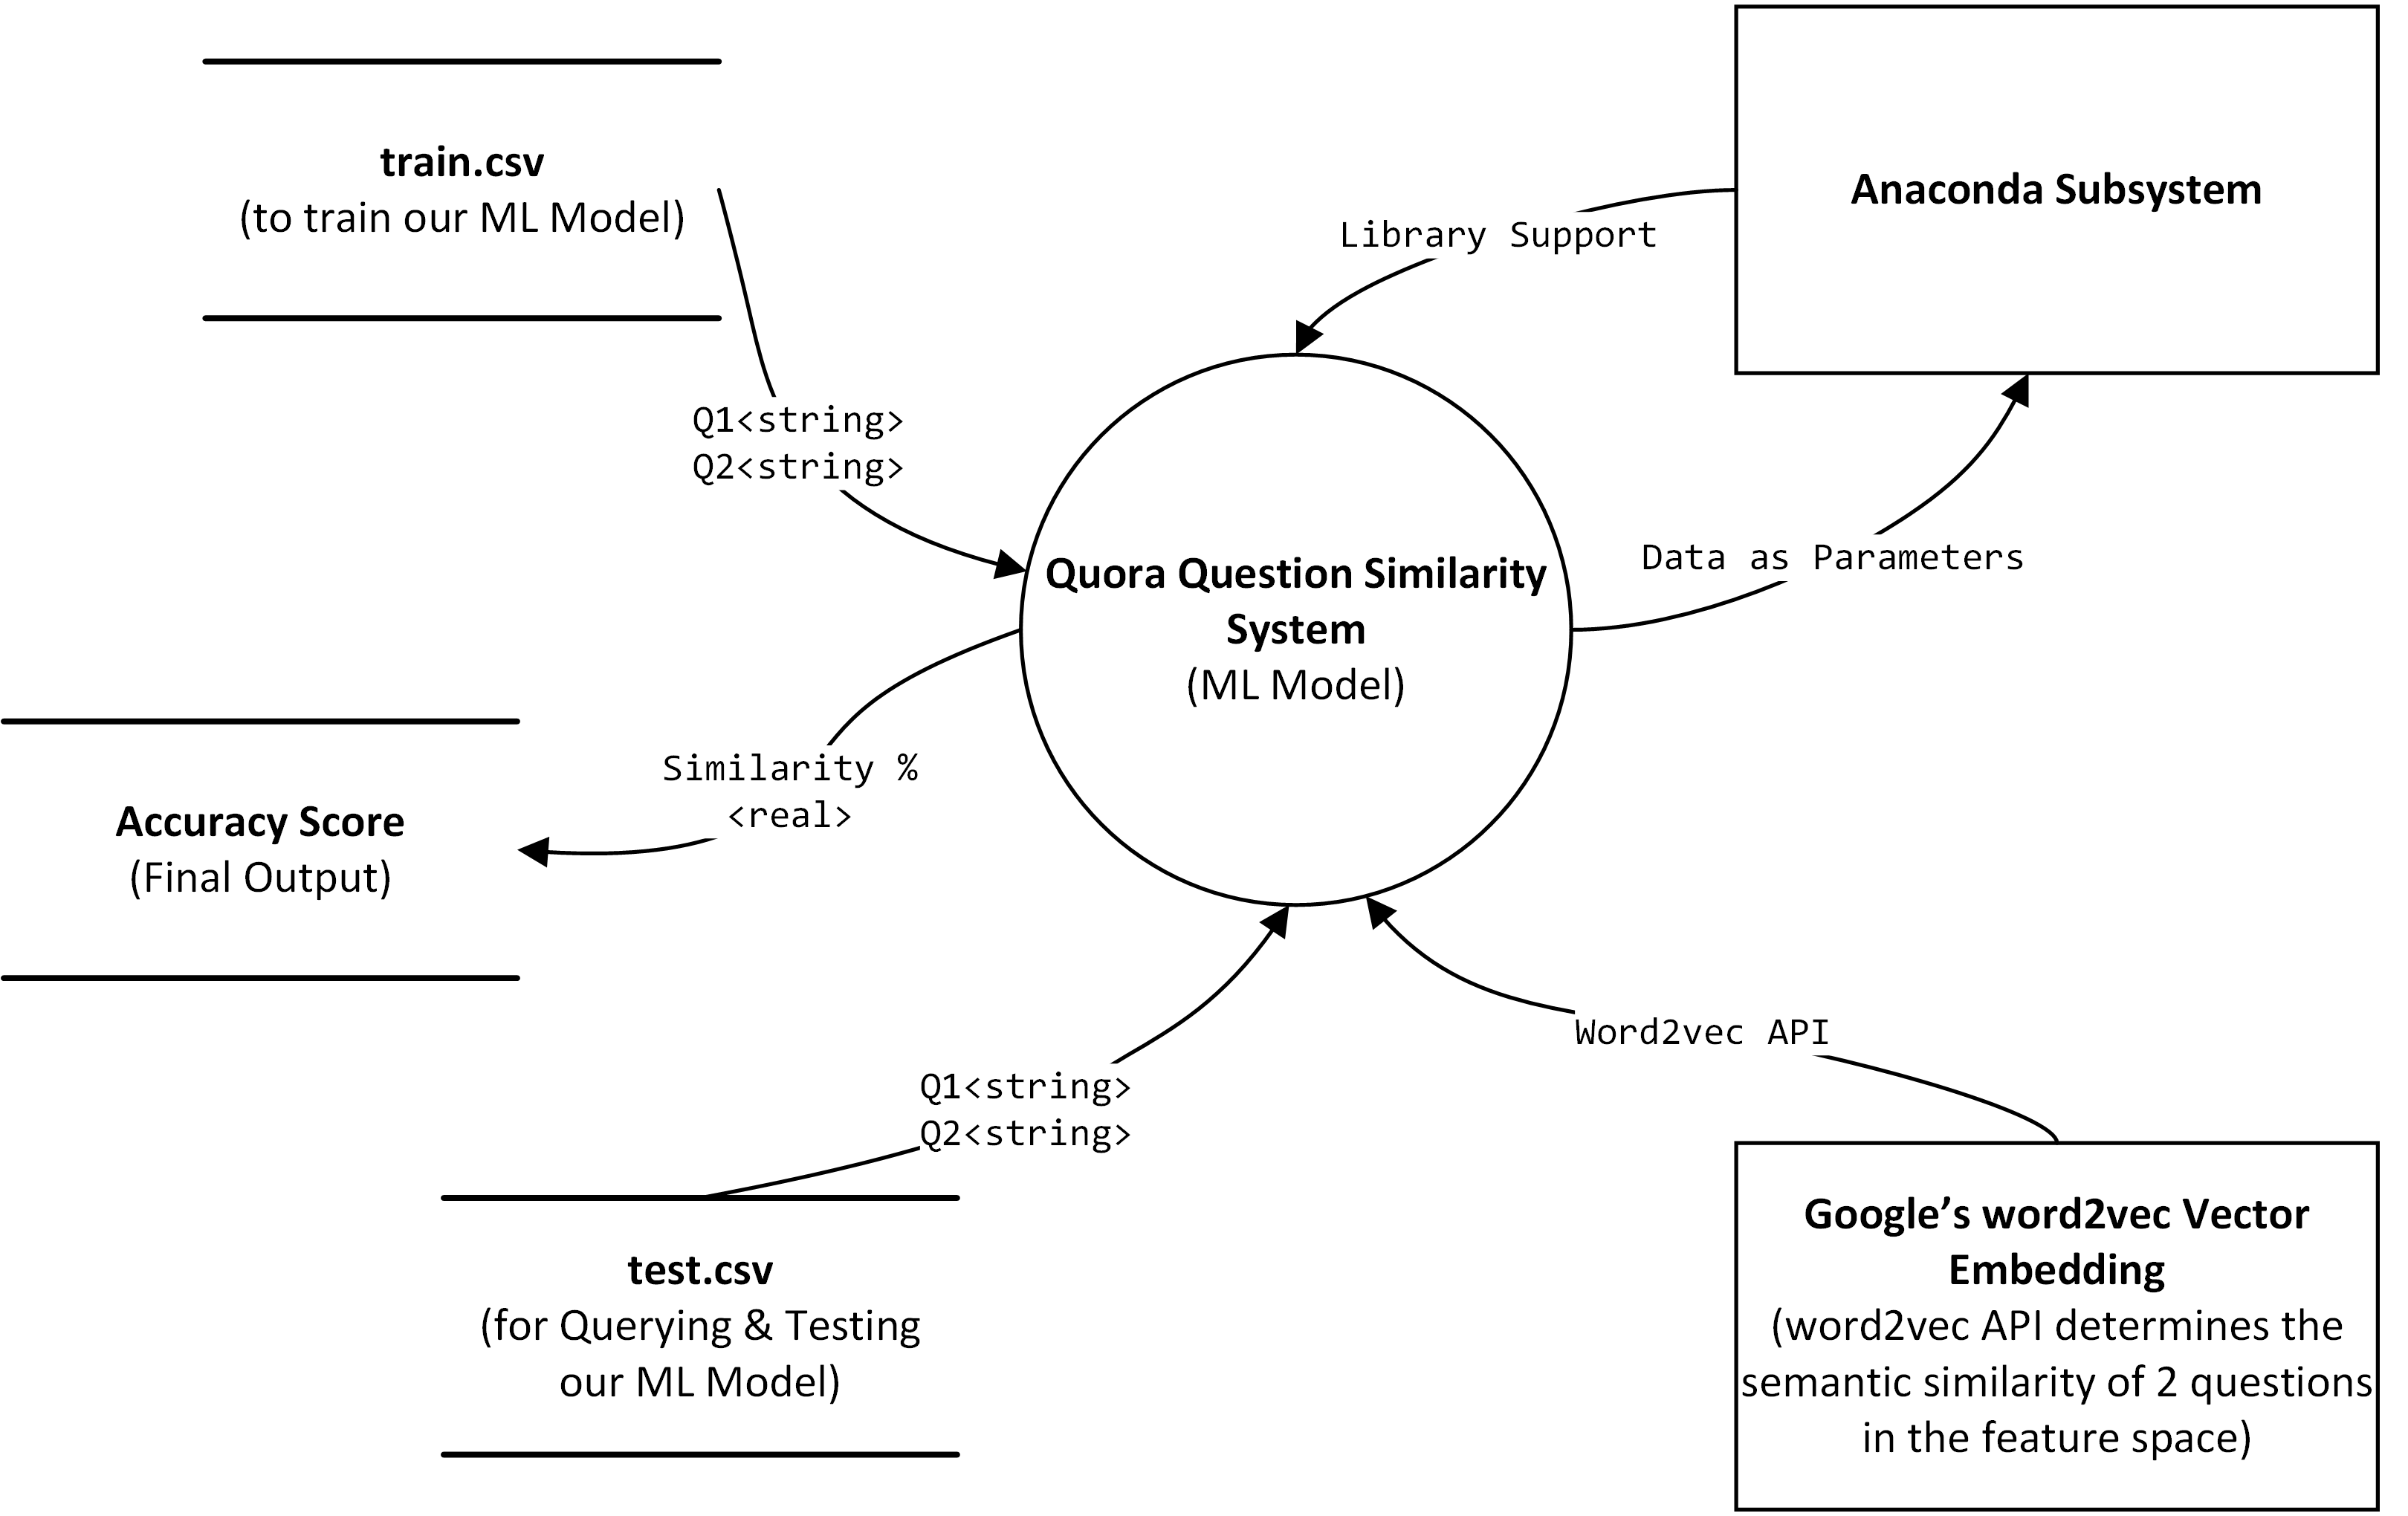 train.csv
(to train our ML Model)
Anaconda Subsystem
Library Support
Q1<string>
Q2<string>
Quora Question Similarity
System
(ML Model)
Data as Parameters
Similarity %
<real>
Accuracy Score
(Final Output)
Word2vec API
Q1<string>
Q2<string>
test.csv
(for Querying & Testing
our ML Model)
Google’s word2vec Vector
Embedding
(word2vec API determines the
semantic similarity of 2 questions
in the feature space)